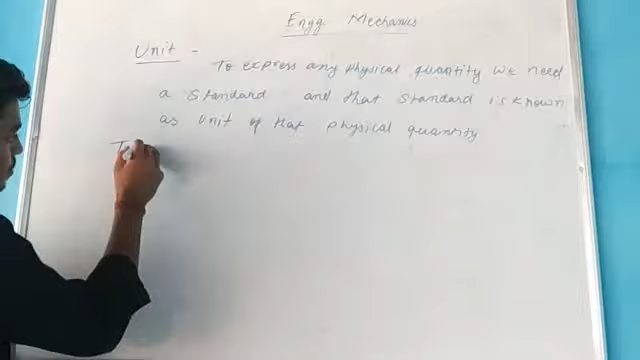 Engg. Mechanics
Unit -
To express any physical quantity we need
a standard and that standard is known
as unit of that physical quantity
T